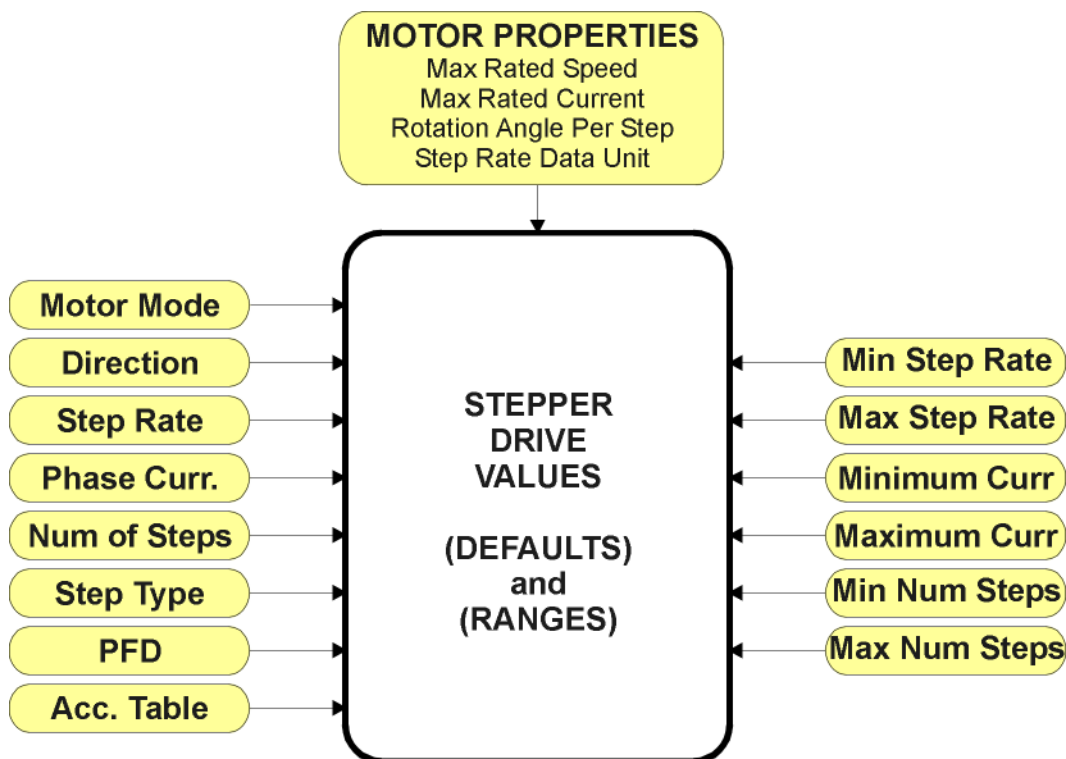 MOTOR PROPERTIES
Max Rated Speed
Max Rated Current
Rotation Angle Per Step
Step Rate Data Unit
Motor Mode
Direction
Step Rate
Phase Curr.
Num of Steps
Step Type
PFD
Acc. Table
STEPPER
DRIVE
VALUES
(DEFAULTS)
and
(RANGES)
Min Step Rate
Max Step Rate
Minimum Curr
Maximum Curr
Min Num Steps
Max Num Steps